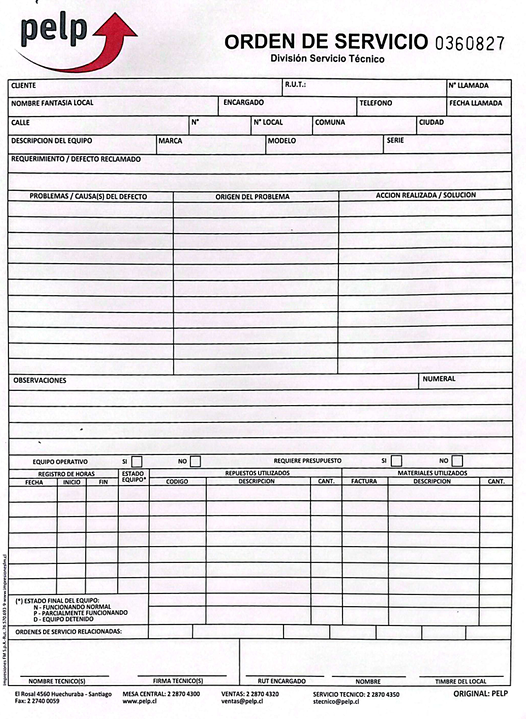 pelp
ORDEN DE SERVICIO 0360827
División Servicio Técnico
CLIENTE R.U.T.: N° LLAMADA
NOMBRE FANTASIA LOCAL ENCARGADO TELEFONO FECHA LLAMADA
CALLE N° N° LOCAL COMUNA CIUDAD
DESCRIPCION DEL EQUIPO MARCA MODELO SERIE
REQUERIMIENTO / DEFECTO RECLAMADO
PROBLEMAS / CAUSA(S) DEL DEFECTO ORIGEN DEL PROBLEMA ACCION REALIZADA / SOLUCION
OBSERVACIONES NUMERAL
EQUIPO OPERATIVO SI NO REQUIERE PRESUPUESTO SI NO
REGISTRO DE HORAS ESTADO EQUIPO* REPUESTOS UTILIZADOS MATERIALES UTILIZADOS
FECHA INICIO FIN CODIGO DESCRIPCION CANT. FACTURA DESCRIPCION CANT.
(*) ESTADO FINAL DEL EQUIPO:
N - FUNCIONANDO NORMAL
P - PARCIALMENTE FUNCIONANDO
D - EQUIPO DETENIDO
ORDENES DE SERVICIO RELACIONADAS:
NOMBRE TECNICO(S) FIRMA TECNICO(S) RUT ENCARGADO NOMBRE TIMBRE DEL LOCAL
El Rosal 4560 Huechuraba - Santiago MESA CENTRAL: 2 2870 4300 VENTAS: 2 2870 4320 SERVICIO TECNICO: 2 2870 4350 ORIGINAL: PELP
Fax: 2 2740 0059 www.pelp.cl ventas@pelp.cl stecnico@pelp.cl